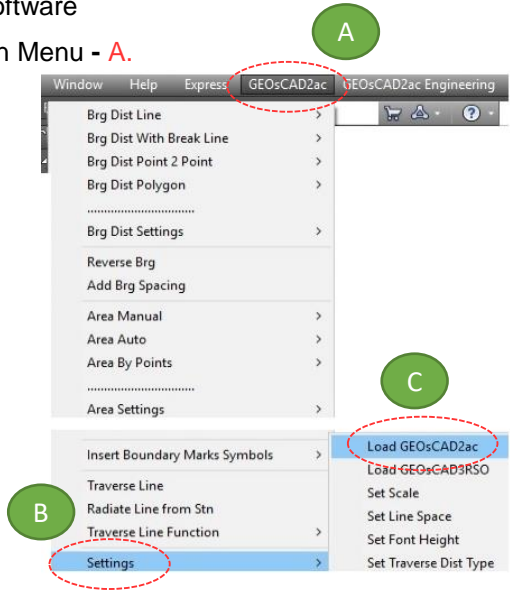 oftware
n Menu - A.
A
Window Help Express GEOsCAD2ac GEOsCAD2ac Engineering
Brg Dist Line >
Brg Dist With Break Line >
Brg Dist Point 2 Point >
Brg Dist Polygon >
................................
Brg Dist Settings >
Reverse Brg
Add Brg Spacing
Area Manual >
Area Auto >
Area By Points >
................................
Area Settings >
C
Insert Boundary Marks Symbols >
Traverse Line
Radiate Line from Stn
Traverse Line Function >
Settings >
B
Load GEOsCAD2ac
Load GEOsCAD3RSO
Set Scale
Set Line Space
Set Font Height
Set Traverse Dist Type